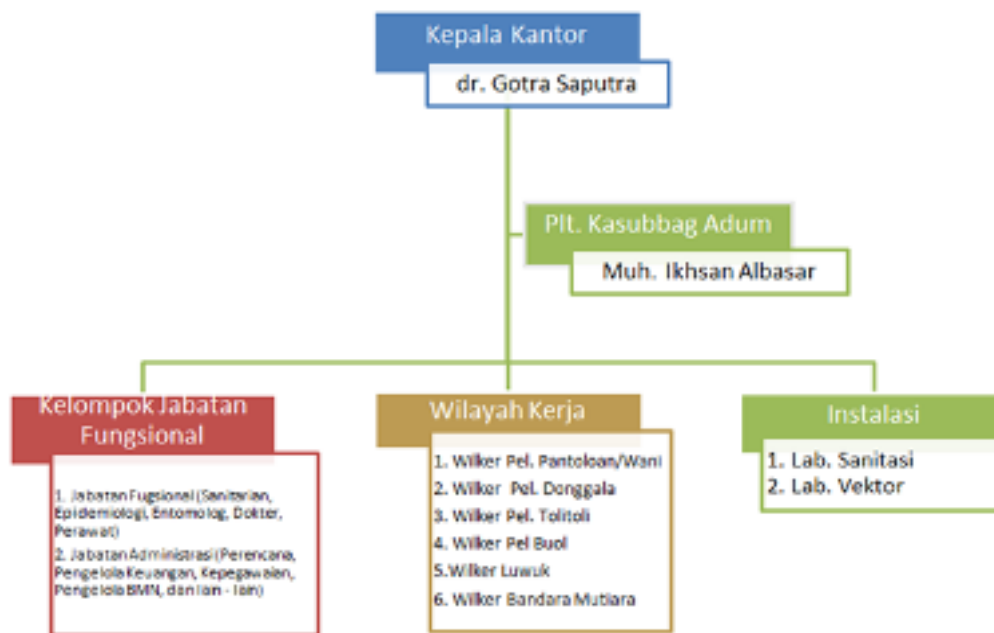 Kepala Kantor
dr. Gotra Saputra
Plt. Kasubbag Adum
Muh. Ikhsan Albasar
Kelompok Jabatan
Fungsional
1. Jabatan Fugsional (Sanitarian,
Epidemiologi, Entomolog, Dokter,
Perawat)
2. Jabatan Administrasi (Perencana,
Pengelola Keuangan, Kepegawaian,
Pengelola BMN, dan lain - lain)
Wilayah Kerja
1. Wilker Pel. Pantoloan/Wani
2. Wilker Pel. Donggala
3. Wilker Pel. Tolitoli
4. Wilker Pel Buol
5.Wilker Luwuk
6. Wilker Bandara Mutiara
Instalasi
1. Lab. Sanitasi
2. Lab. Vektor